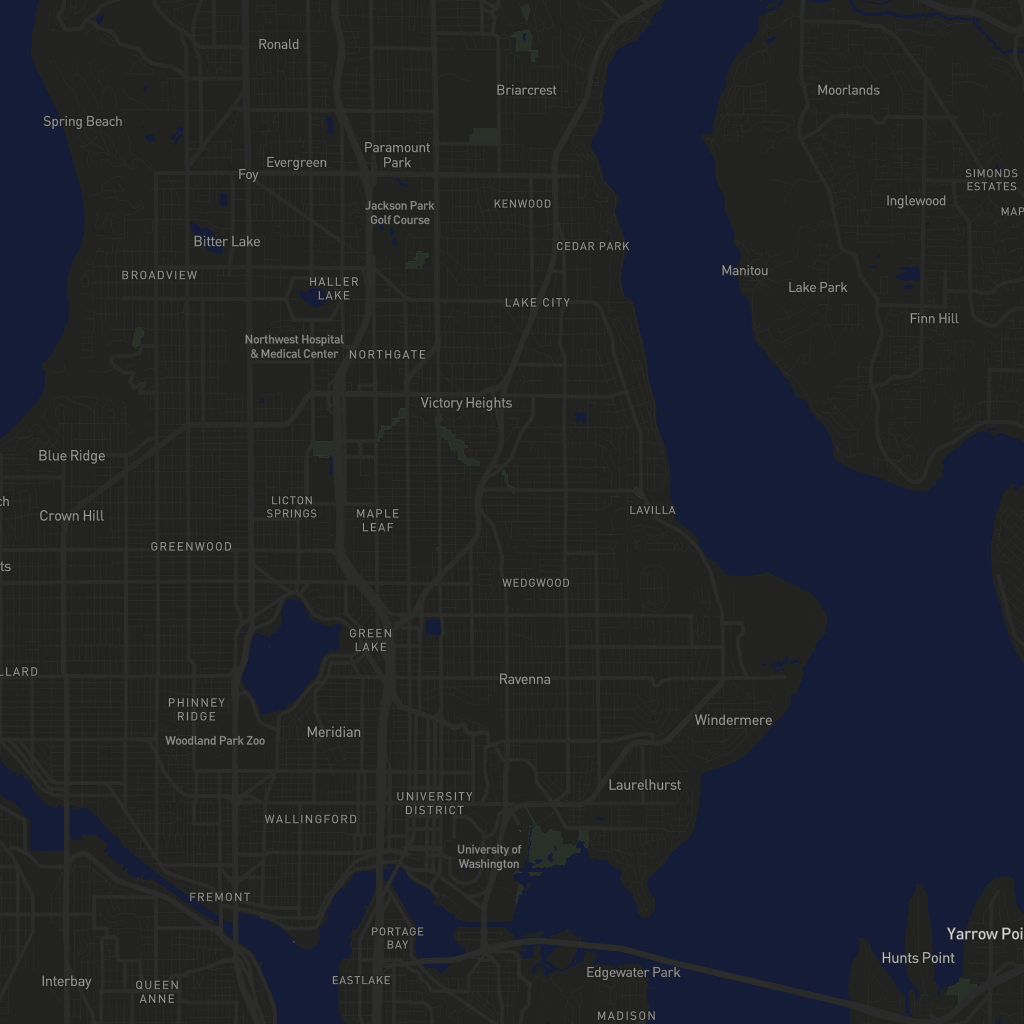 Ronald
Briarcrest
Moorlands
Spring Beach
Paramount
Park
Evergreen
Foy
SIMONDS
ESTATES
Inglewood
KENWOOD
Jackson Park
Golf Course
MAP
Bitter Lake
CEDAR PARK
BROADVIEW
Manitou
HALLER
LAKE
Lake Park
LAKE CITY
Finn Hill
Northwest Hospital
& Medical Center
NORTHGATE
Victory Heights
Blue Ridge
ch
LICTON
SPRINGS
MAPLE
LEAF
LAVILLA
Crown Hill
GREENWOOD
ts
WEDGWOOD
GREEN
LAKE
LLARD
Ravenna
PHINNEY
RIDGE
Windermere
Meridian
Woodland Park Zoo
Laurelhurst
UNIVERSITY
DISTRICT
WALLINGFORD
University of
Washington
FREMONT
PORTAGE
BAY
Yarrow Poi
Hunts Point
Edgewater Park
Interbay
EASTLAKE
QUEEN
ANNE
MADISON